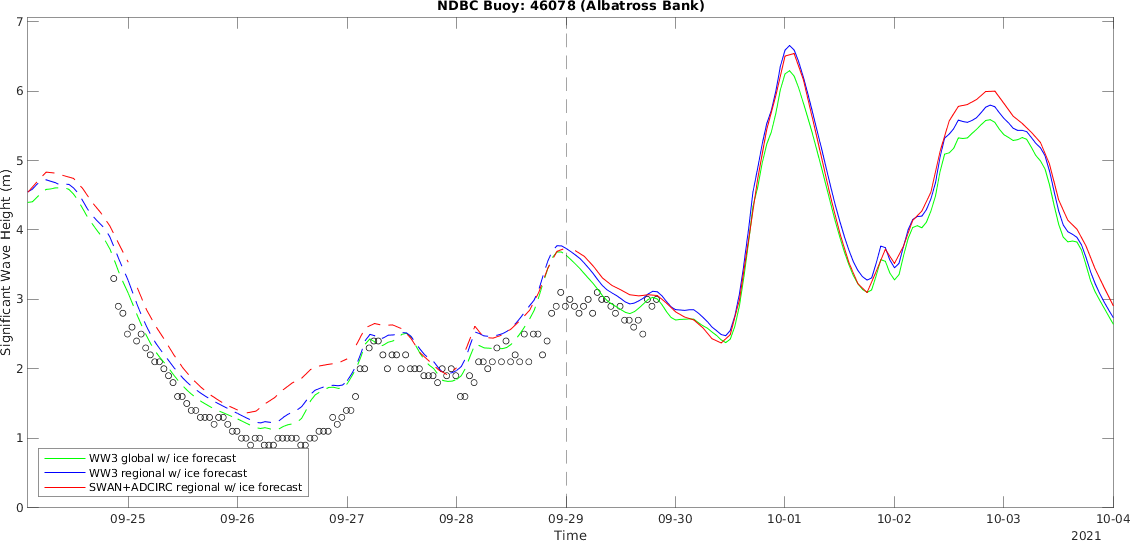 NDBC Buoy: 46078 (Albatross Bank)
7
6
5
4
3
2
1
0
Significant Wave Height (m)
WW3 global w/ ice forecast
WW3 regional w/ ice forecast
SWAN+ADCIRC regional w/ ice forecast
09-25 09-26 09-27 09-28 09-29 09-30 10-01 10-02 10-03 10-04
Time
2021